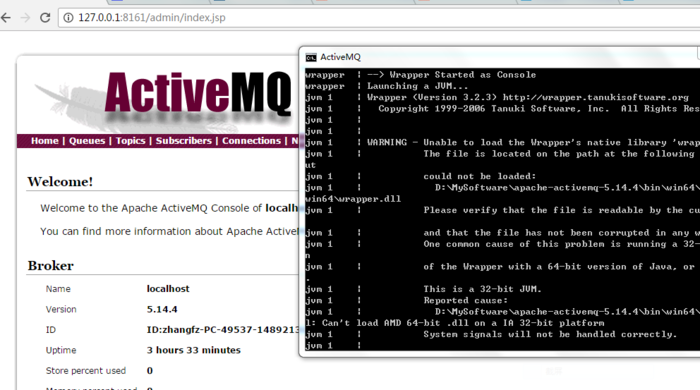 127.0.0.1:8161/admin/index.jsp
ActiveMQ
Home | Queues | Topics | Subscribers | Connections | N
Welcome!
Welcome to the Apache ActiveMQ Console of localh
You can find more information about Apache Active
Broker
Name localhost
Version 5.14.4
ID ID:zhangfz-PC-49537-1489213
Uptime 3 hours 33 minutes
Store percent used 0
ActiveMQ
wrapper | --> Wrapper Started as Console
wrapper | Launching a JVM...
jvm 1 | Wrapper (Version 3.2.3) http://wrapper.tanukisoftware.org
jvm 1 | Copyright 1999-2006 Tanuki Software, Inc. All Rights Res
jvm 1 |
jvm 1 |
jvm 1 | WARNING - Unable to load the Wrapper's native library 'wrap
jvm 1 | The file is located on the path at the following
ut
jvm 1 | could not be loaded:
jvm 1 | D:\MySoftware\apache-activemq-5.14.4\bin\win64\
win64\wrapper.dll
jvm 1 | Please verify that the file is readable by the cu
jvm 1 | and that the file has not been corrupted in any w
jvm 1 | One common cause of this problem is running a 32-
n
jvm 1 | of the Wrapper with a 64-bit version of Java, or
.
jvm 1 | This is a 32-bit JVM.
jvm 1 | Reported cause:
jvm 1 | D:\MySoftware\apache-activemq-5.14.4\bin\win64\
l: Can't load AMD 64-bit .dll on a IA 32-bit platform
jvm 1 | System signals will not be handled correctly.
jvm 1 |